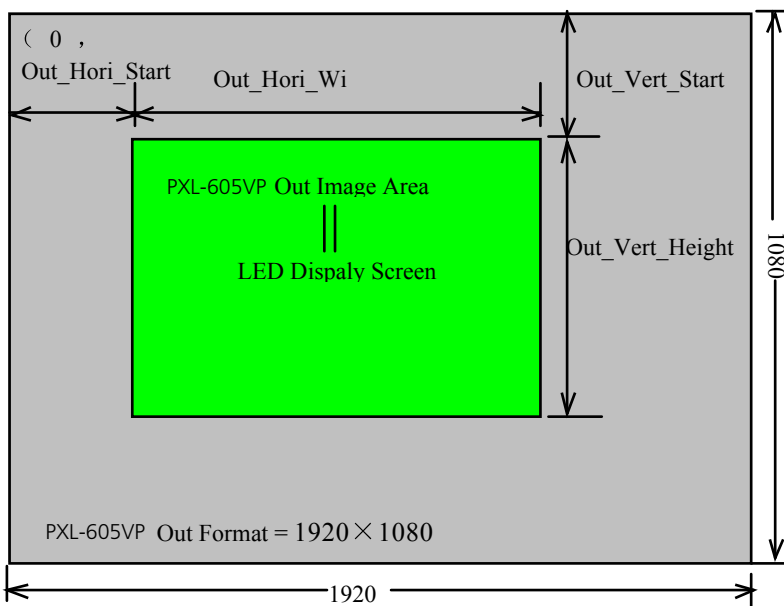 （ 0 ，
Out_Hori_Start
Out_Hori_Wi
Out_Vert_Start
PXL-605VP Out Image Area
LED Dispaly Screen
Out_Vert_Height
1080
PXL-605VP Out Format = 1920×1080
1920